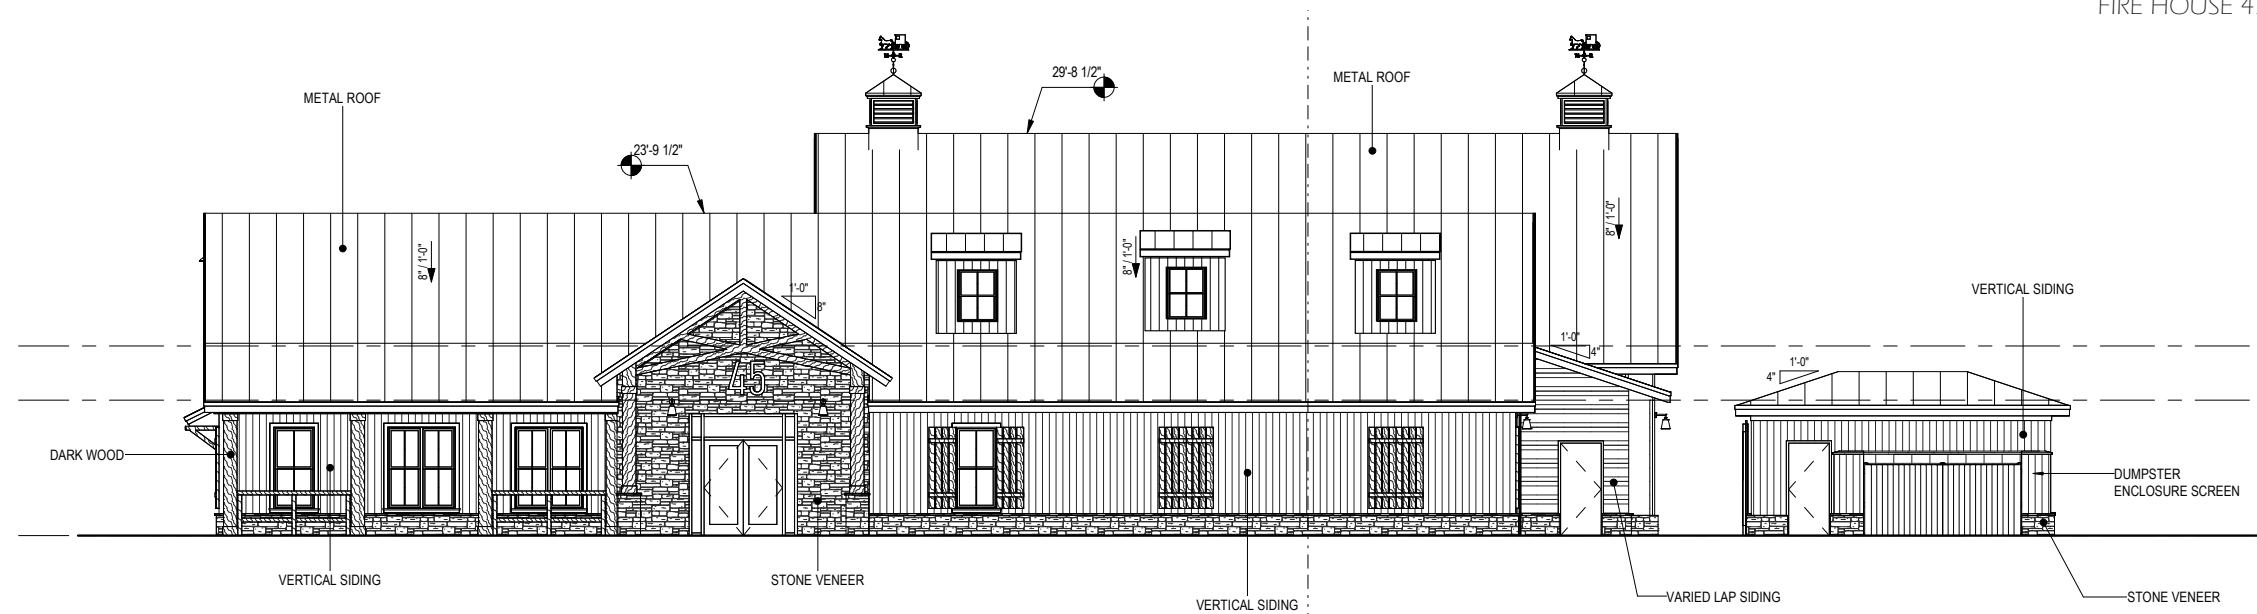 FIRE HOUSE 4
29'-8 1/2"
METAL ROOF
METAL ROOF
23'-9 1/2"
8" / 1'-0"
8" / 1'-0"
8" / 1'-0"
1'-0"
8"
VERTICAL SIDING
1'-0"
4"
1'-0"
4"
45
DARK WOOD
DUMPSTER
ENCLOSURE SCREEN
VERTICAL SIDING
STONE VENEER
VERTICAL SIDING
VARIED LAP SIDING
STONE VENEER